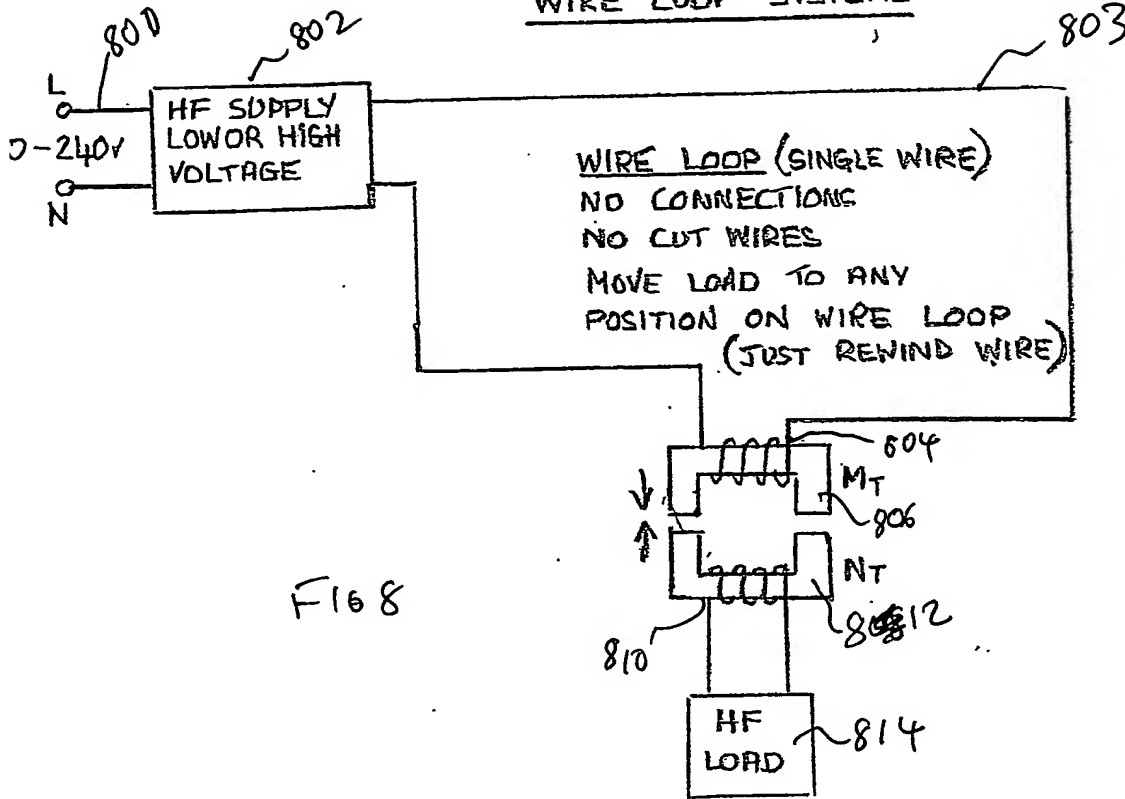 WIRE LOOP SYSTEMS
800
802
803
L
0-240V
N
HF SUPPLY
LOW OR HIGH
VOLTAGE
WIRE LOOP (SINGLE WIRE)
NO CONNECTIONS
NO CUT WIRES
MOVE LOAD TO ANY
POSITION ON WIRE LOOP
(JUST REWIND WIRE)
804
MT
806
NT
812
810
FIG 8
HF
LOAD
814